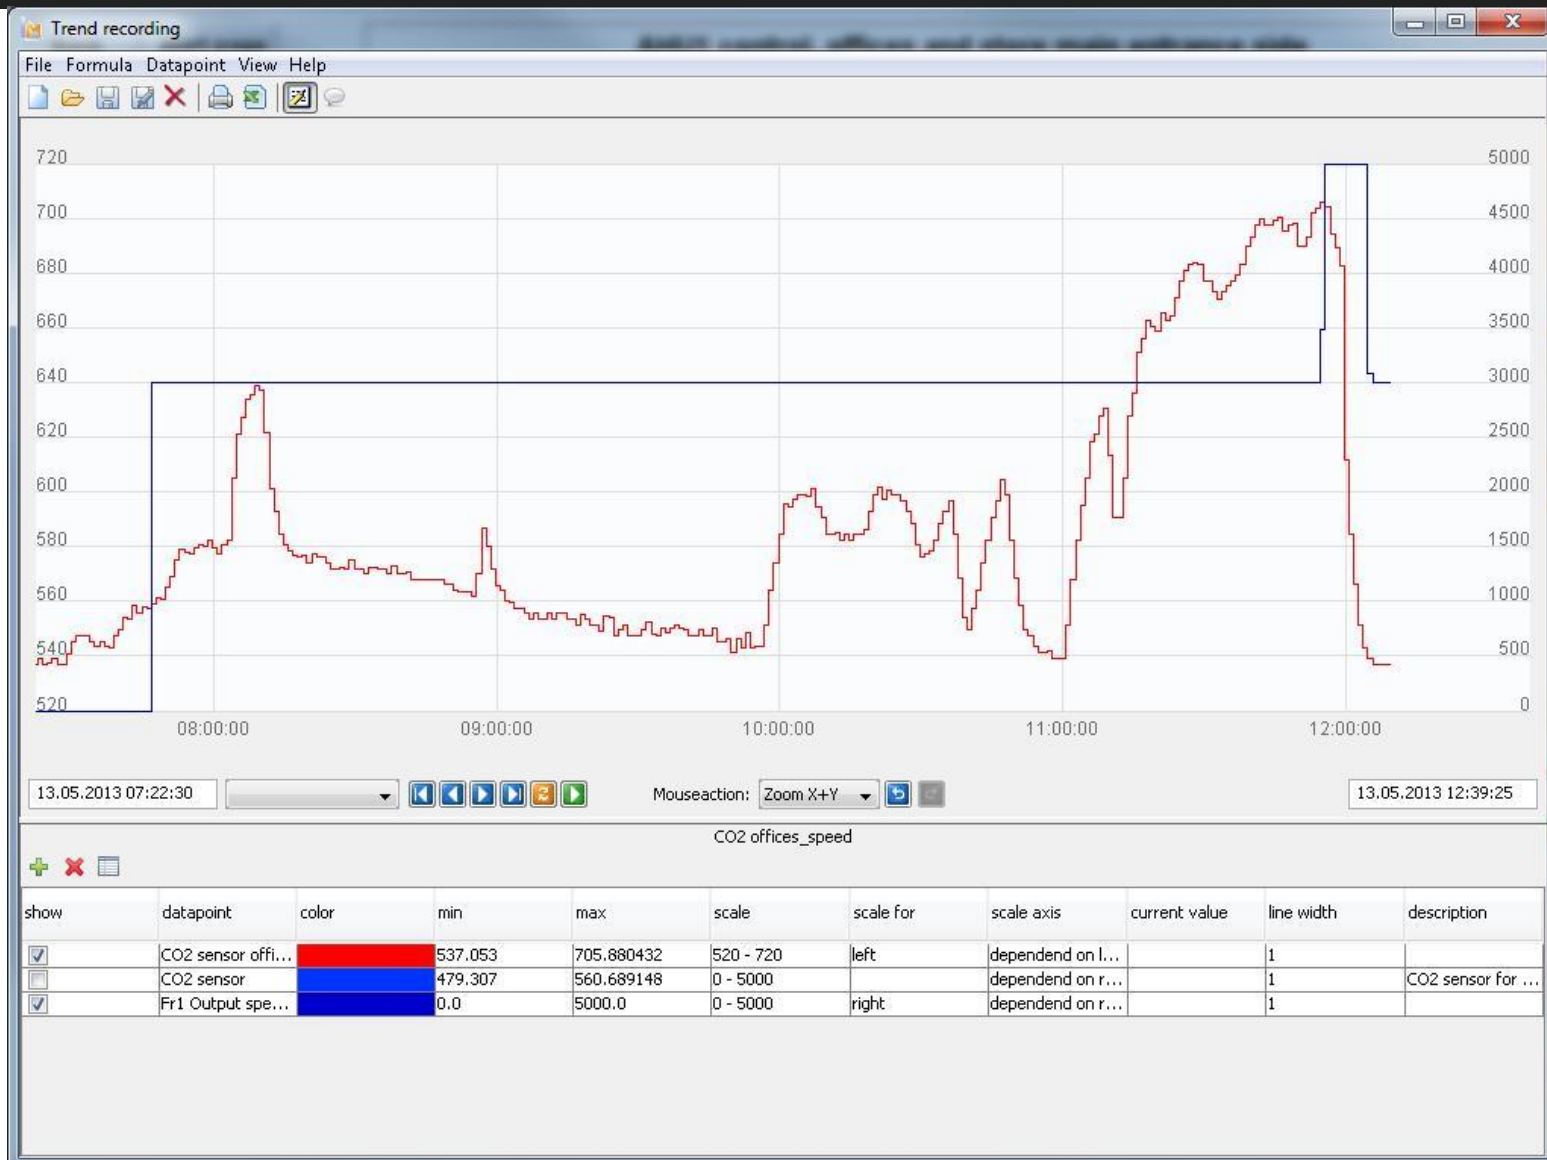 Trend recording
File Formula Datapoint View Help
720 5000
700 4500
680 4000
660 3500
640 3000
620 2500
600 2000
580 1500
560 1000
540 500
520 0
08:00:00 09:00:00 10:00:00 11:00:00 12:00:00
13.05.2013 07:22:30 Mouseaction: Zoom X+Y 13.05.2013 12:39:25
CO2 offices_speed
show datapoint color min max scale scale for scale axis current value line width description
CO2 sensor offi... 537.053 705.880432 520 - 720 left dependend on l... 1
CO2 sensor 479.307 560.689148 0 - 5000 dependend on r... 1 CO2 sensor for ...
Fr1 Output spe... 0.0 5000.0 0 - 5000 right dependend on r... 1